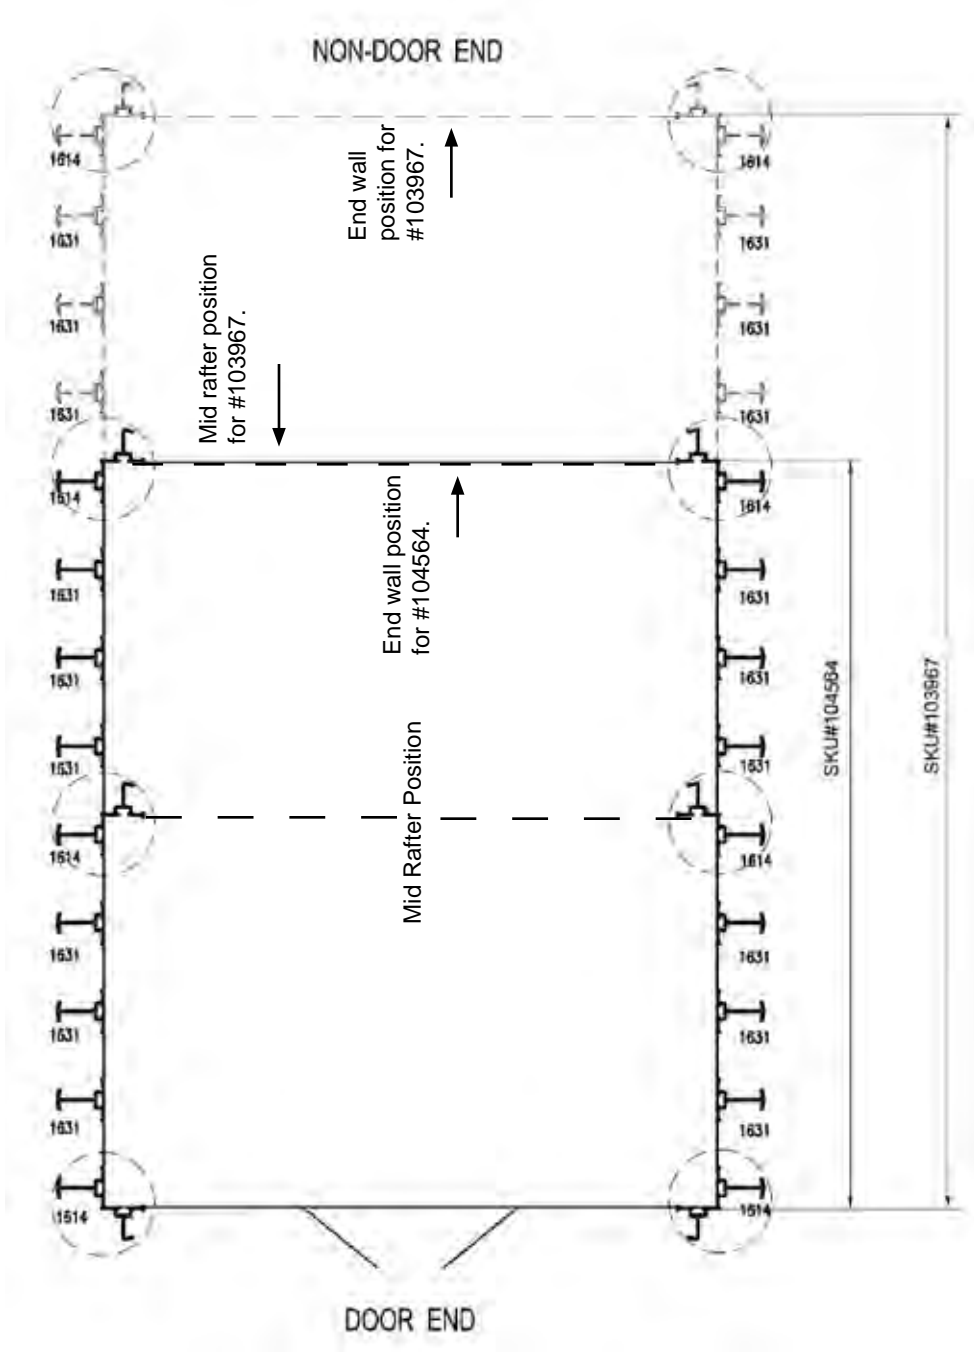 NON-DOOR END
1614
1614
End wall
position for
#103967.
1631
1631
Mid rafter position
for #103967.
1631
1631
1631
1631
1614
1614
End wall position
for #104564.
1631
1631
1631
1631
SKU#104564
SKU#103967
1631
1631
Mid Rafter Position
1614
1614
1631
1631
1631
1631
1631
1631
1614
1614
DOOR END